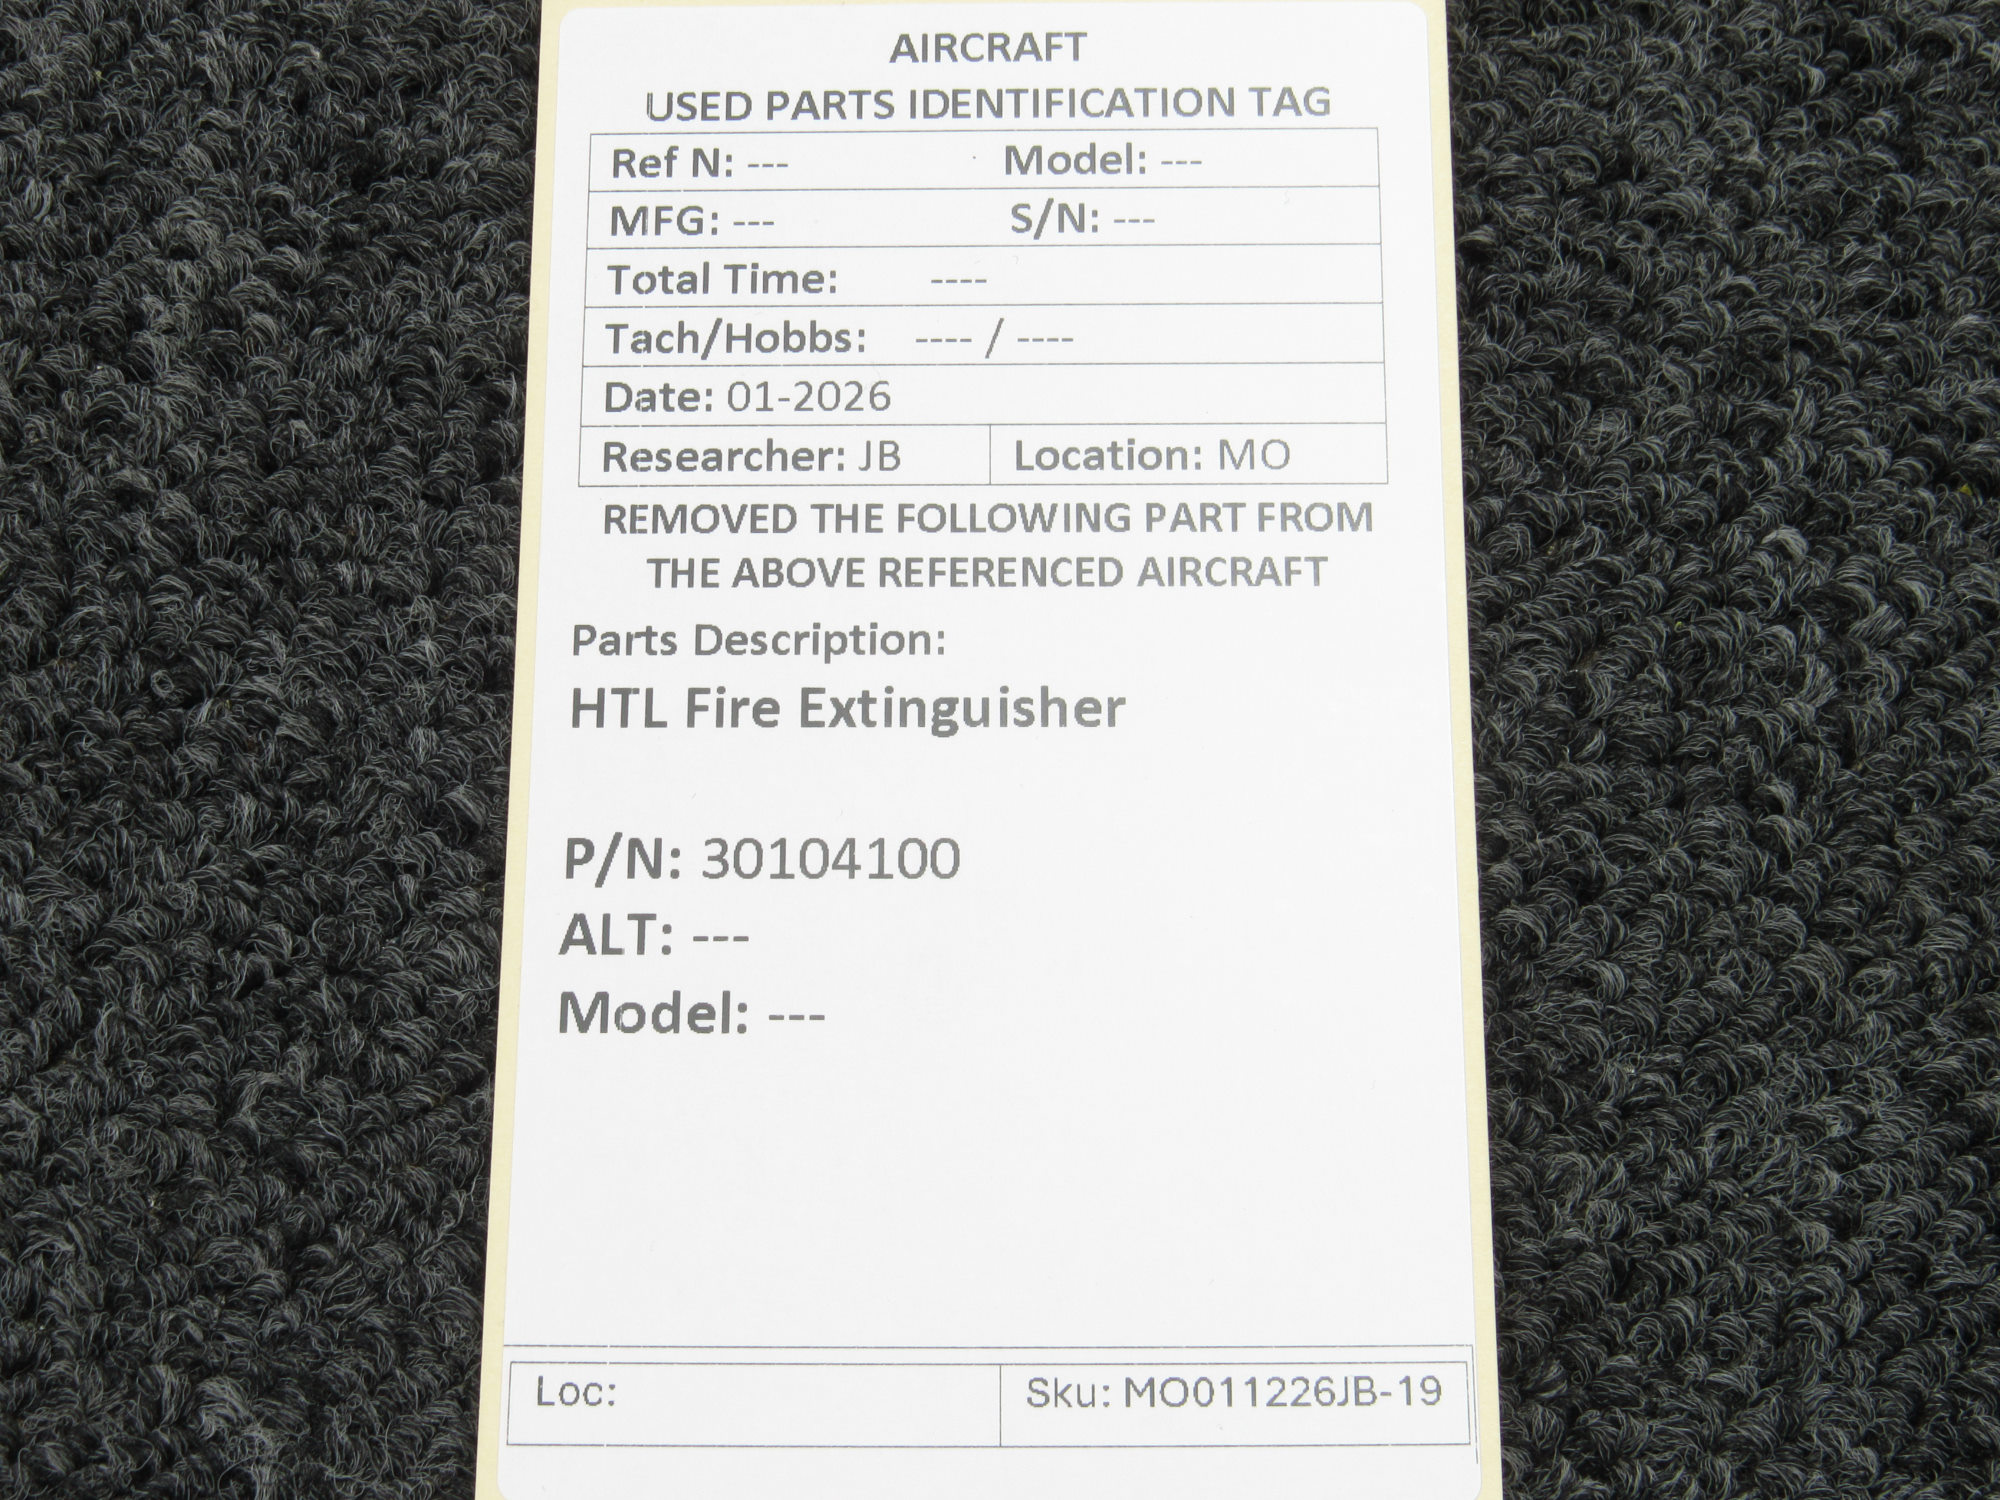 AIRCRAFT
USED PARTS IDENTIFICATION TAG
Ref N: --- Model: ---
MFG: --- S/N: ---
Total Time: ----
Tach/Hobbs: ---- / ----
Date: 01-2026
Researcher: JB Location: MO
REMOVED THE FOLLOWING PART FROM
THE ABOVE REFERENCED AIRCRAFT
Parts Description:
HTL Fire Extinguisher
P/N: 30104100
ALT: ---
Model: ---
Loc: Sku: MO011226JB-19